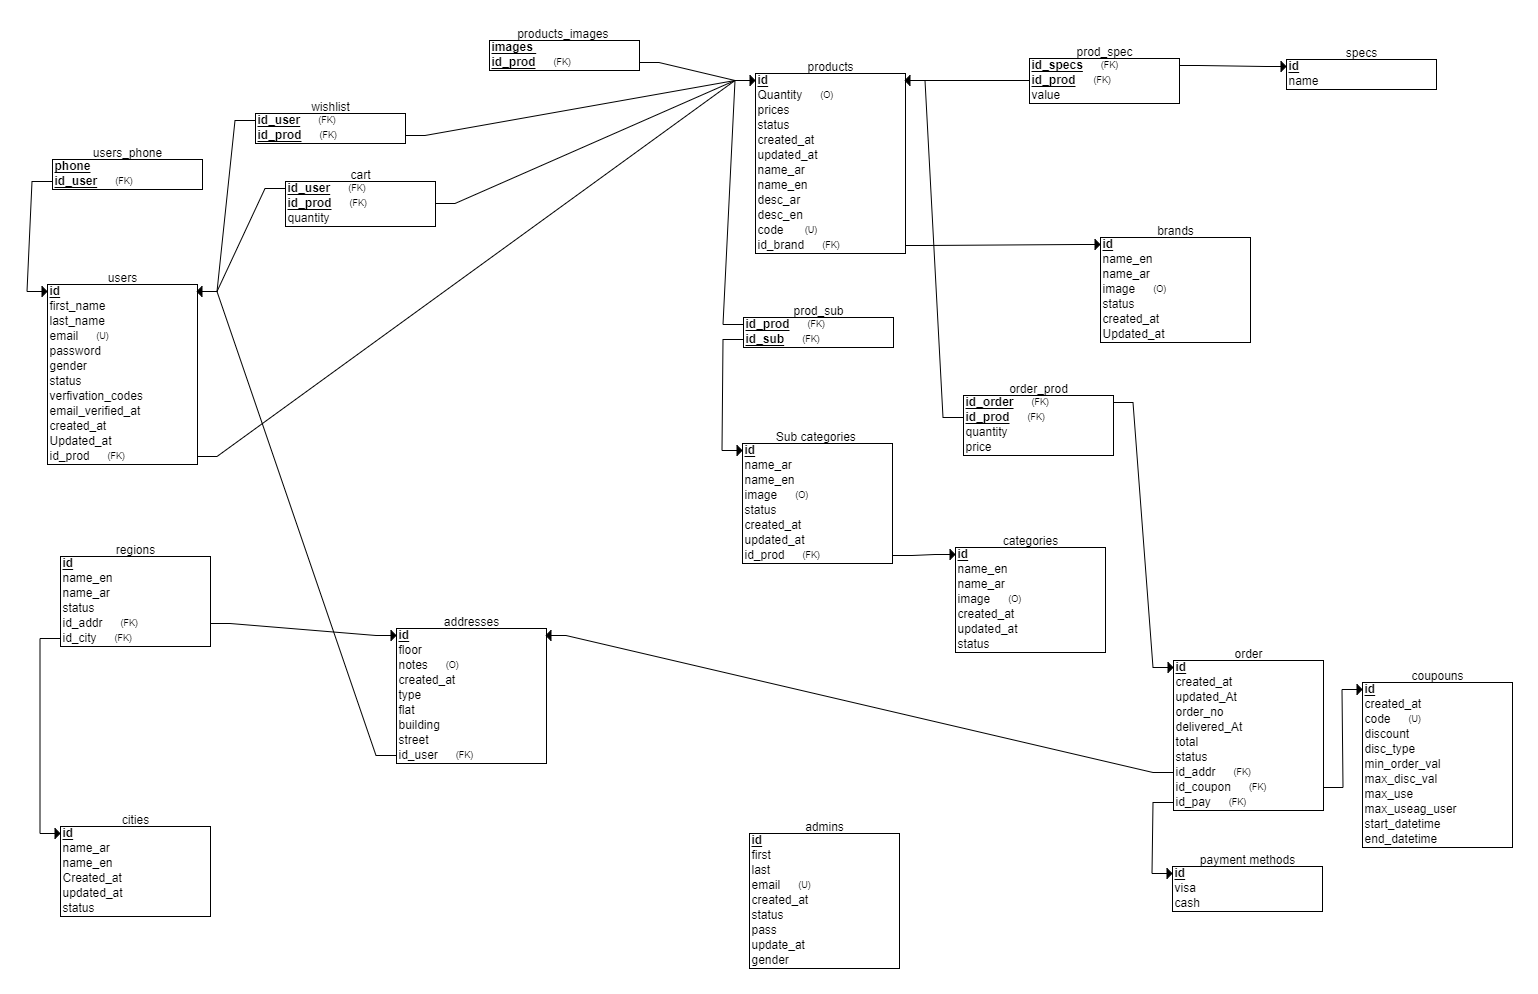 products_images
images
id_prod (FK)
products
id
Quantity (O)
prices
status
created_at
updated_at
name_ar
name_en
desc_ar
desc_en
code (U)
id_brand (FK)
prod_spec
id_specs (FK)
id_prod (FK)
value
specs
id
name
wishlist
id_user (FK)
id_prod (FK)
users_phone
phone
id_user (FK)
cart
id_user (FK)
id_prod (FK)
quantity
brands
id
name_en
name_ar
image (O)
status
created_at
Updated_at
users
id
first_name
last_name
email (U)
password
gender
status
verfivation_codes
email_verified_at
created_at
Updated_at
id_prod (FK)
prod_sub
id_prod (FK)
id_sub (FK)
order_prod
id_order (FK)
id_prod (FK)
quantity
price
Sub categories
id
name_ar
name_en
image (O)
status
created_at
updated_at
id_prod (FK)
categories
id
name_en
name_ar
image (O)
created_at
updated_at
status
regions
id
name_en
name_ar
status
id_addr (FK)
id_city (FK)
addresses
id
floor
notes (O)
created_at
type
flat
building
street
id_user (FK)
order
id
created_at
updated_At
order_no
delivered_At
total
status
id_addr (FK)
id_coupon (FK)
id_pay (FK)
coupouns
id
created_at
code (U)
discount
disc_type
min_order_val
max_disc_val
max_use
max_useag_user
start_datetime
end_datetime
cities
id
name_ar
name_en
Created_at
updated_at
status
admins
id
first
last
email (U)
created_at
status
pass
update_at
gender
payment methods
id
visa
cash